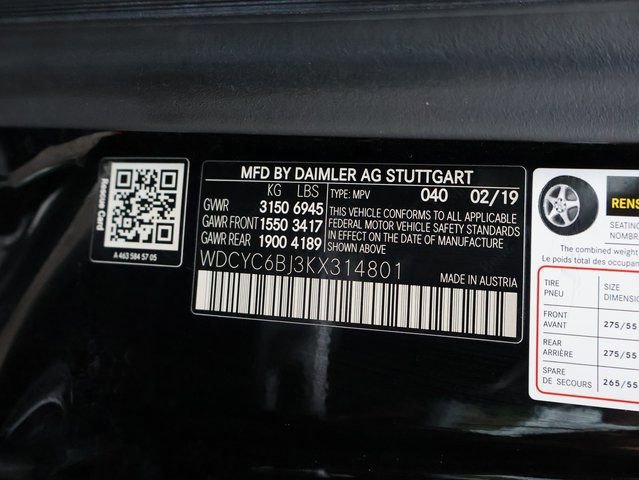 Rescue Card
A 463 584 57 05
MFD BY DAIMLER AG STUTTGART
KG LBS TYPE: MPV 040 02/19
GWR 3150 6945
GAWR FRONT 1550 3417
GAWR REAR 1900 4189
THIS VEHICLE CONFORMS TO ALL APPLICABLE
FEDERAL MOTOR VEHICLE SAFETY STANDARDS
IN EFFECT ON THE DATE OF MANUFACTURE
SHOWN ABOVE
WDCYC6BJ3KX314801
MADE IN AUSTRIA
SEATING
NOMBRE
The combined weight
Le poids total des
TIRE SIZE
PNEU DIMENSION
FRONT
AVANT 275/55
REAR
ARRIÈRE 275/55
SPARE
DE SECOURS 265/55